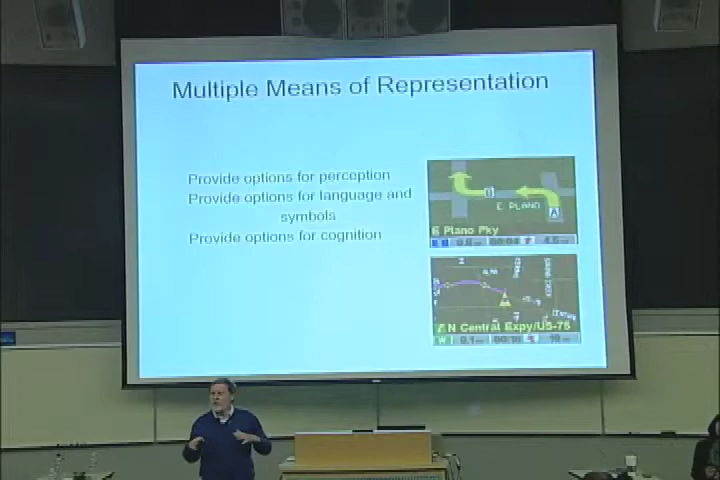 Multiple Means of Representation
Provide options for perception
Provide options for language and
symbols
Provide options for cognition
E PLANO
E Plano Pky
N Central Expy/US-75